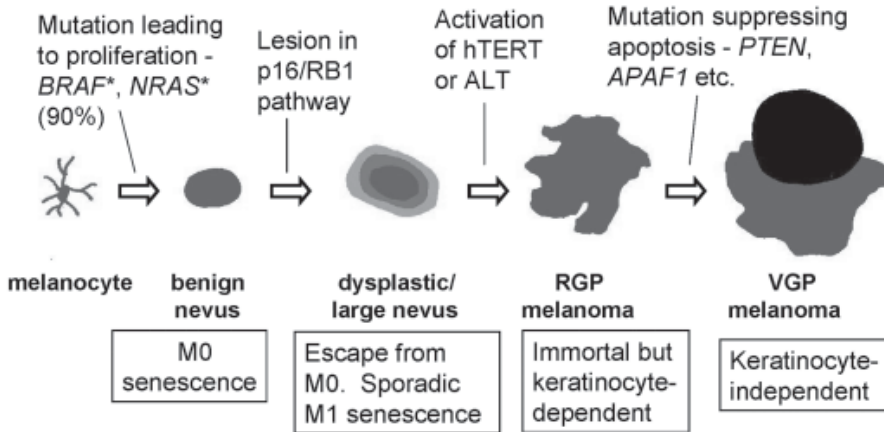 Mutation leading
to proliferation -
BRAF*, NRAS*
(90%)
Lesion in
p16/RB1
pathway
Activation
of hTERT
or ALT
Mutation suppressing
apoptosis - PTEN,
APAF1 etc.
melanocyte
benign
nevus
dysplastic/
large nevus
RGP
melanoma
VGP
melanoma
M0
senescence
Escape from
M0. Sporadic
M1 senescence
Immortal but
keratinocyte-
dependent
Keratinocyte-
independent